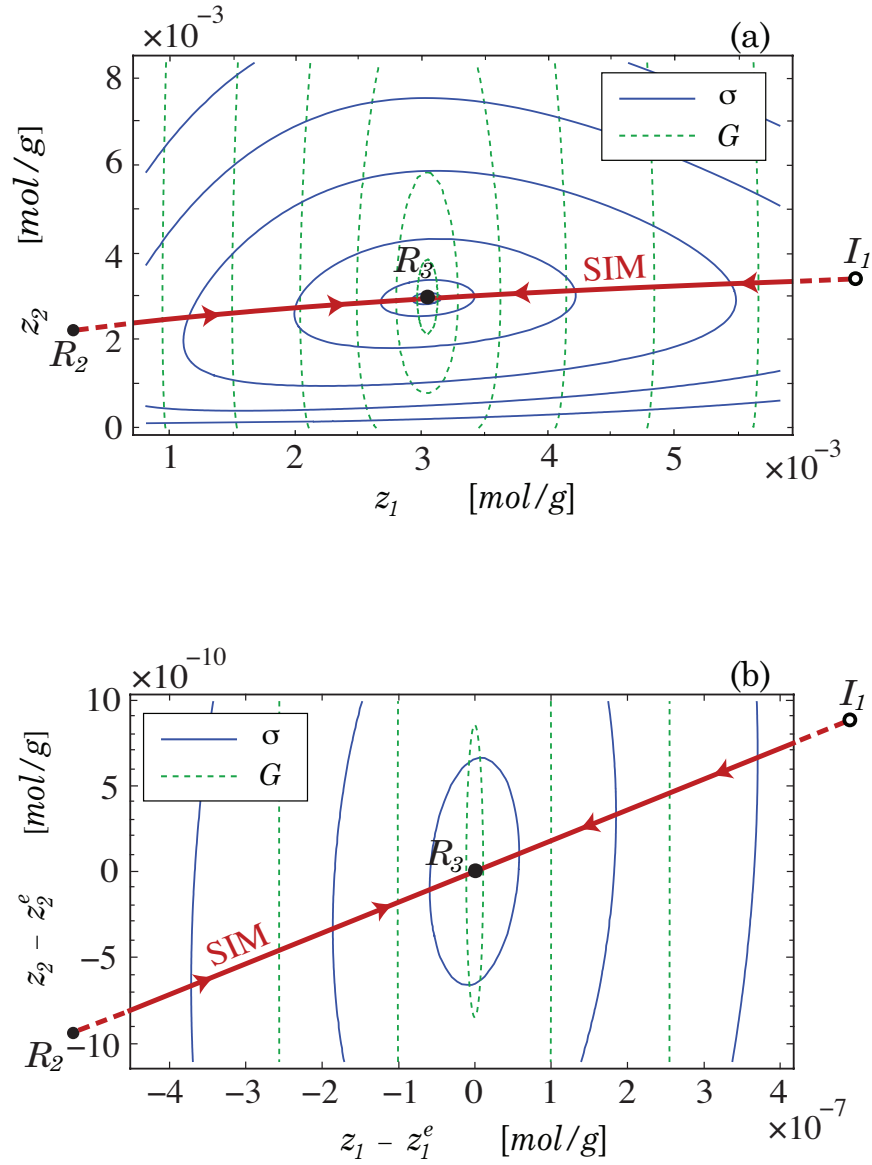 ×10⁻³
(a)
8
6
4
2
0
z₂ [mol/g]
σ
G
R₃
SIM
I₁
R₂
1
2
3
4
5
×10⁻³
z₁ [mol/g]
×10⁻¹⁰
(b)
I₁
10
5
0
−5
−10
z₂ − z₂ᵉ [mol/g]
σ
G
R₃
SIM
R₂
−4
−3
−2
−1
0
1
2
3
4
×10⁻⁷
z₁ − z₁ᵉ [mol/g]